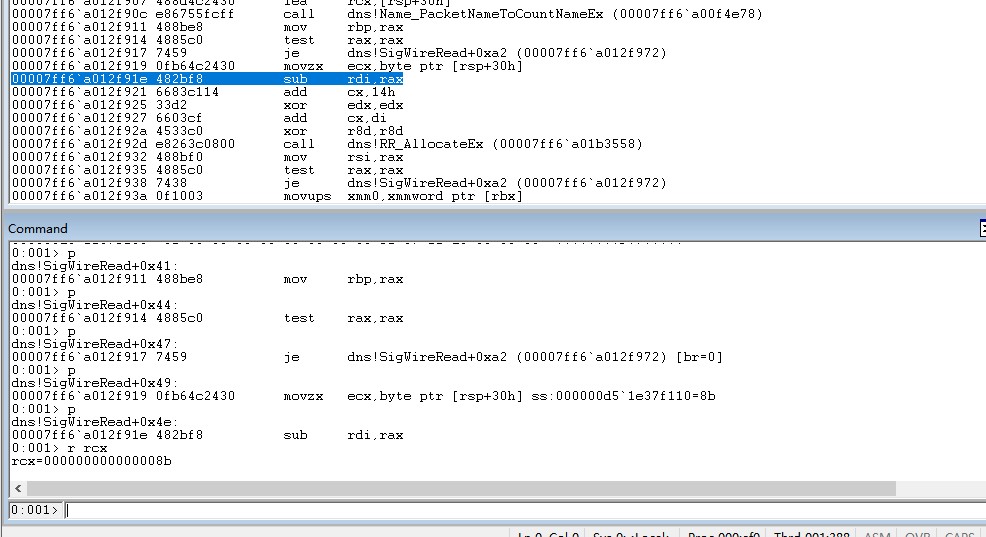 00007ff6`a012f907 488d4c2430 lea rcx,[rsp+30h]
00007ff6`a012f90c e86755fcff call dns!Name_PacketNameToCountNameEx (00007ff6`a00f4e78)
00007ff6`a012f911 488be8 mov rbp,rax
00007ff6`a012f914 4885c0 test rax,rax
00007ff6`a012f917 7459 je dns!SigWireRead+0xa2 (00007ff6`a012f972)
00007ff6`a012f919 0fb64c2430 movzx ecx,byte ptr [rsp+30h]
00007ff6`a012f91e 482bf8 sub rdi,rax
00007ff6`a012f921 6683c114 add cx,14h
00007ff6`a012f925 33d2 xor edx,edx
00007ff6`a012f927 6603cf add cx,di
00007ff6`a012f92a 4533c0 xor r8d,r8d
00007ff6`a012f92d e8263c0800 call dns!RR_AllocateEx (00007ff6`a01b3558)
00007ff6`a012f932 488bf0 mov rsi,rax
00007ff6`a012f935 4885c0 test rax,rax
00007ff6`a012f938 7438 je dns!SigWireRead+0xa2 (00007ff6`a012f972)
00007ff6`a012f93a 0f1003 movups xmm0,xmmword ptr [rbx]
Command
0:001> p
dns!SigWireRead+0x41:
00007ff6`a012f911 488be8 mov rbp,rax
0:001> p
dns!SigWireRead+0x44:
00007ff6`a012f914 4885c0 test rax,rax
0:001> p
dns!SigWireRead+0x47:
00007ff6`a012f917 7459 je dns!SigWireRead+0xa2 (00007ff6`a012f972) [br=0]
0:001> p
dns!SigWireRead+0x49:
00007ff6`a012f919 0fb64c2430 movzx ecx,byte ptr [rsp+30h] ss:000000d5`1e37f110=8b
0:001> p
dns!SigWireRead+0x4e:
00007ff6`a012f91e 482bf8 sub rdi,rax
0:001> r rcx
rcx=000000000000008b
0:001>
Ln 0, Col 0 Sys 0:<Local> Proc 000:cf0 Thrd 001:388 ASM OVR CAPS